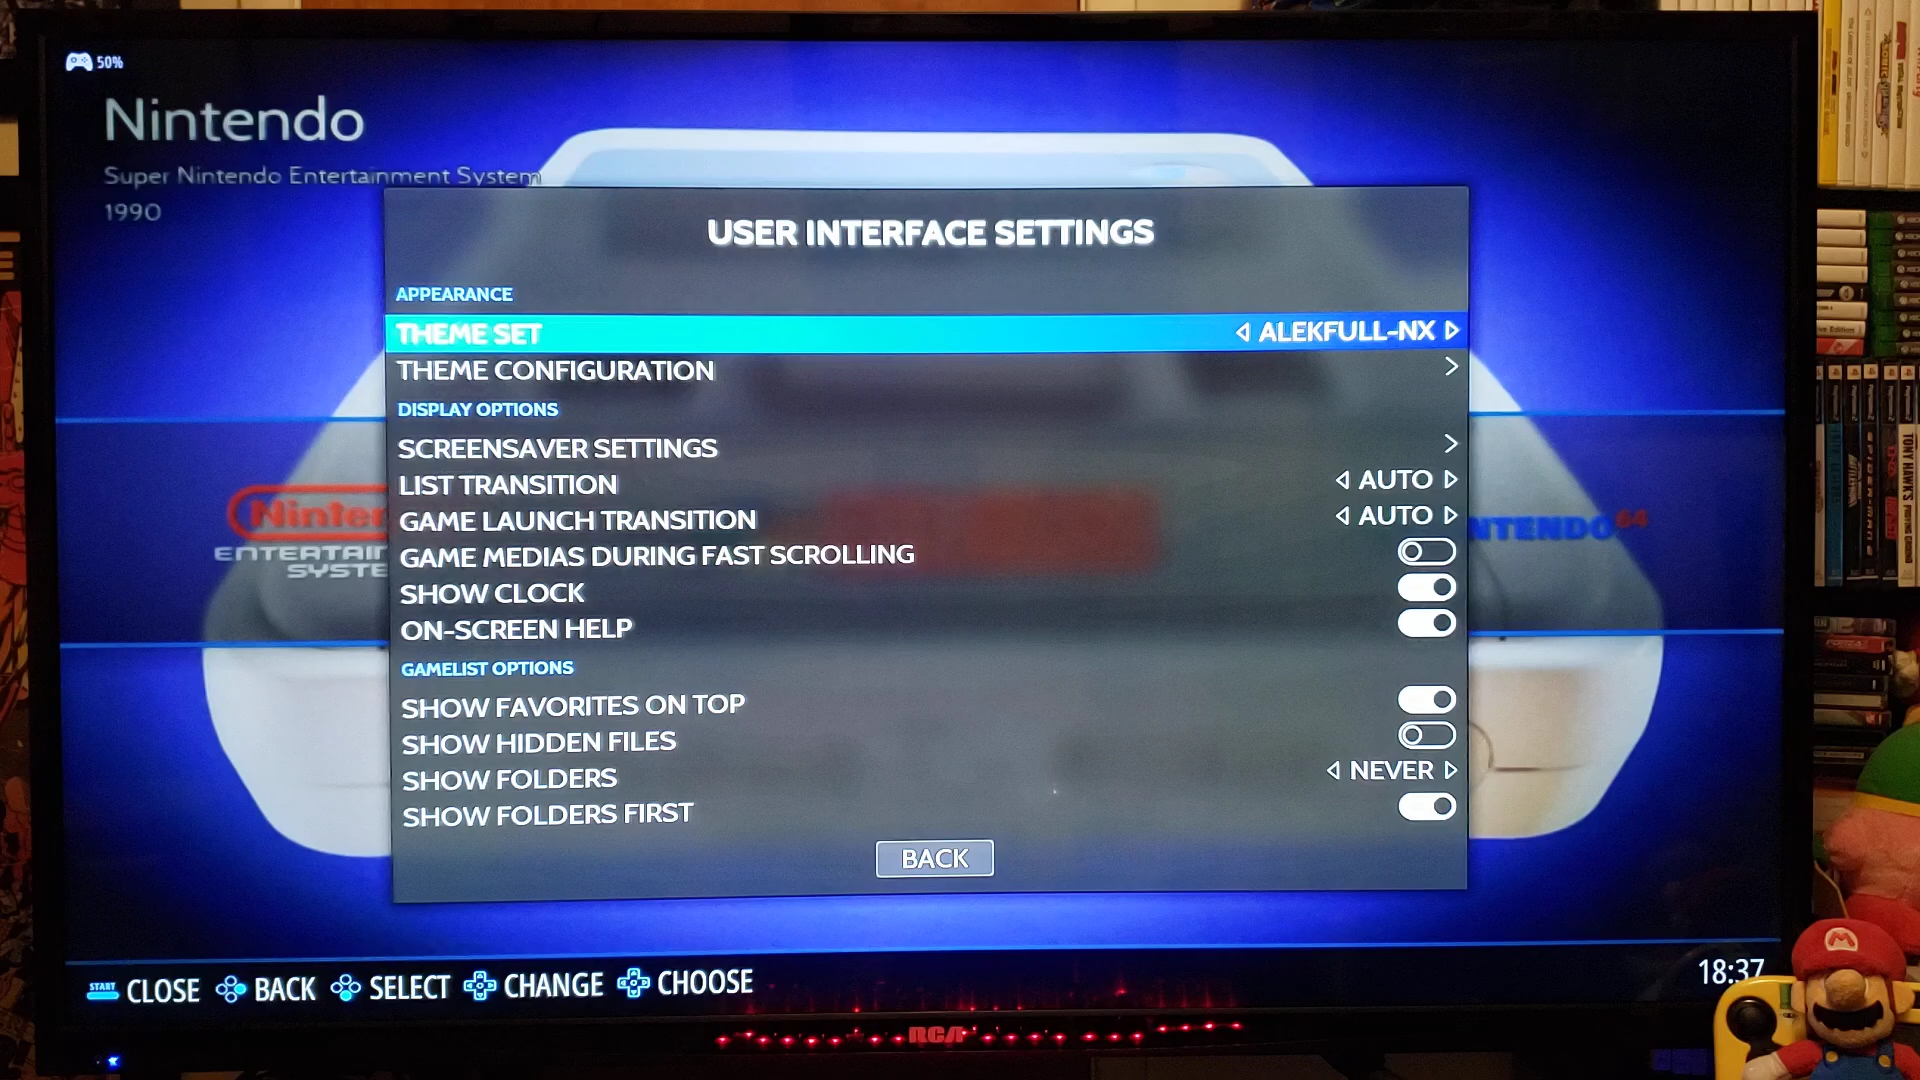 50%
Nintendo
Super Nintendo Entertainment System
1990
USER INTERFACE SETTINGS
APPEARANCE
THEME SET ALEKFULL-NX
THEME CONFIGURATION
DISPLAY OPTIONS
SCREENSAVER SETTINGS
LIST TRANSITION AUTO
GAME LAUNCH TRANSITION AUTO
GAME MEDIAS DURING FAST SCROLLING
SHOW CLOCK
ON-SCREEN HELP
GAMELIST OPTIONS
SHOW FAVORITES ON TOP
SHOW HIDDEN FILES
SHOW FOLDERS NEVER
SHOW FOLDERS FIRST
BACK
START CLOSE BACK SELECT CHANGE CHOOSE
18:37
RCA
TONY HAWK'S
M